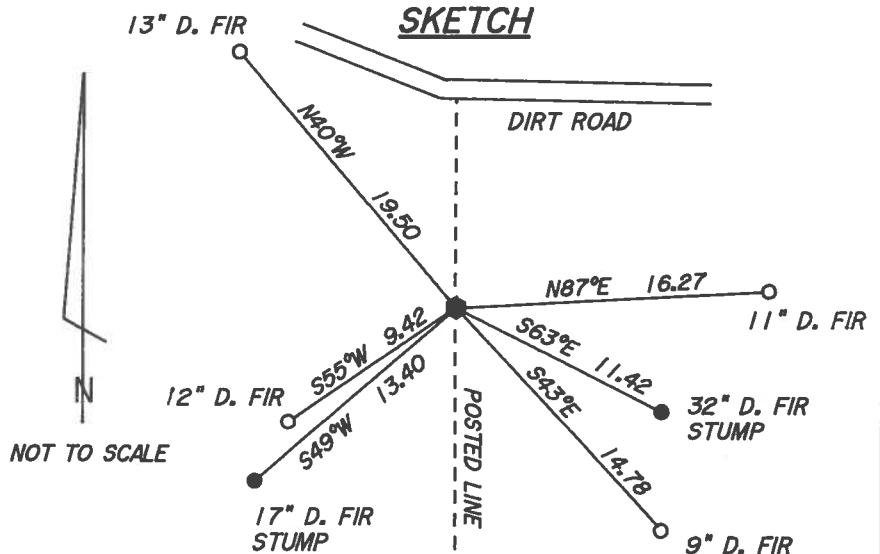 SKETCH
13" D. FIR
DIRT ROAD
N40°W 19.50
N87°E 16.27
11" D. FIR
S63°E 11.42
32" D. FIR
STUMP
S43°E 14.78
9" D. FIR
S55°W 9.42
12" D. FIR
S49°W 13.40
17" D. FIR
STUMP
POSTED LINE
N
NOT TO SCALE